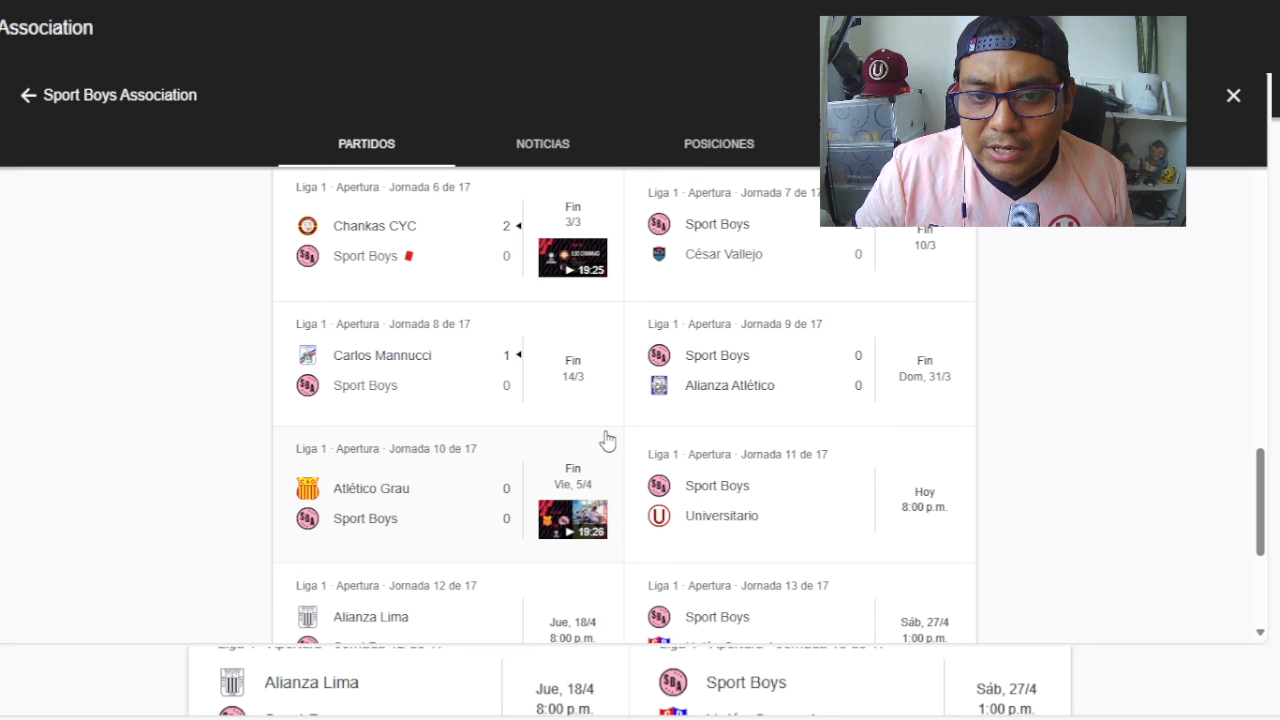 Association
← Sport Boys Association
PARTIDOS
NOTICIAS
POSICIONES
Liga 1 · Apertura · Jornada 6 de 17
Chankas CYC 2
Sport Boys 0
Fin
3/3
19:25
Liga 1 · Apertura · Jornada 7 de 17
Sport Boys
César Vallejo 0
Fin
10/3
Liga 1 · Apertura · Jornada 8 de 17
Carlos Mannucci 1
Sport Boys 0
Fin
14/3
Liga 1 · Apertura · Jornada 9 de 17
Sport Boys 0
Alianza Atlético 0
Fin
Dom, 31/3
Liga 1 · Apertura · Jornada 10 de 17
Atlético Grau 0
Sport Boys 0
Fin
Vie, 5/4
19:26
Liga 1 · Apertura · Jornada 11 de 17
Sport Boys
Universitario
Hoy
8:00 p.m.
Liga 1 · Apertura · Jornada 12 de 17
Alianza Lima
Jue, 18/4
8:00 p.m.
Liga 1 · Apertura · Jornada 13 de 17
Sport Boys
Sáb, 27/4
1:00 p.m.
Alianza Lima
Jue, 18/4
8:00 p.m.
Sport Boys
Sáb, 27/4
1:00 p.m.